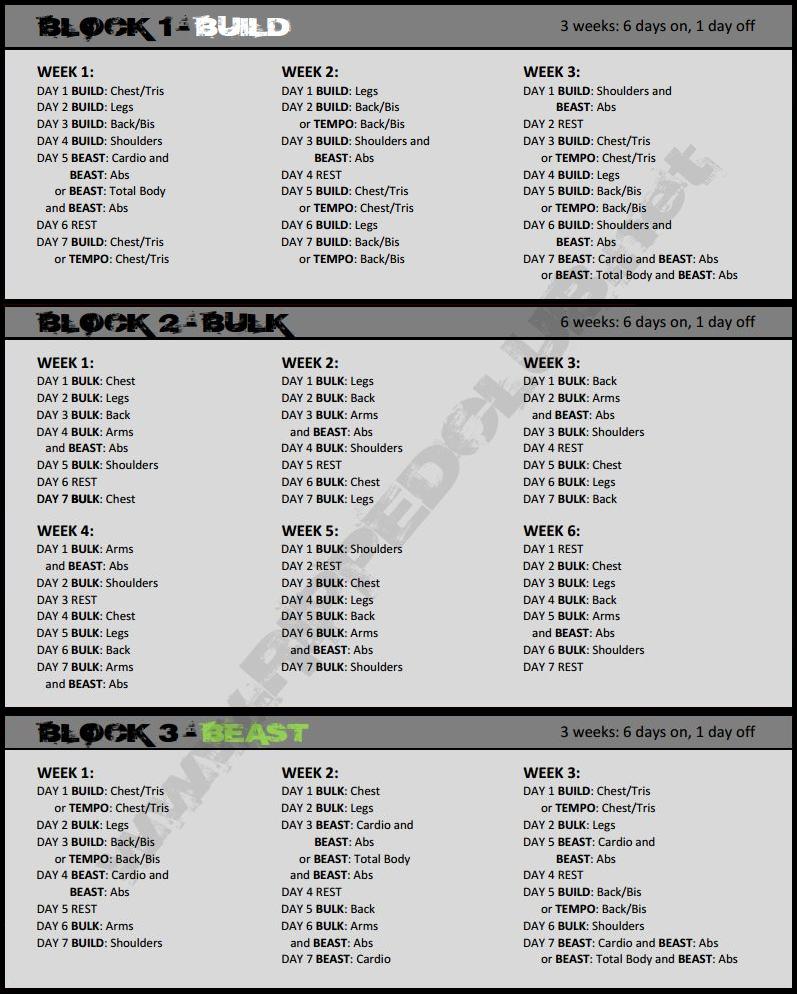 BLOCK 1-BUILD
3 weeks: 6 days on, 1 day off
WEEK 1:
DAY 1 BUILD: Chest/Tris
DAY 2 BUILD: Legs
DAY 3 BUILD: Back/Bis
DAY 4 BUILD: Shoulders
DAY 5 BEAST: Cardio and
BEAST: Abs
or BEAST: Total Body
and BEAST: Abs
DAY 6 REST
DAY 7 BUILD: Chest/Tris
or TEMPO: Chest/Tris
WEEK 2:
DAY 1 BUILD: Legs
DAY 2 BUILD: Back/Bis
or TEMPO: Back/Bis
DAY 3 BUILD: Shoulders and
BEAST: Abs
DAY 4 REST
DAY 5 BUILD: Chest/Tris
or TEMPO: Chest/Tris
DAY 6 BUILD: Legs
DAY 7 BUILD: Back/Bis
or TEMPO: Back/Bis
WEEK 3:
DAY 1 BUILD: Shoulders and
BEAST: Abs
DAY 2 REST
DAY 3 BUILD: Chest/Tris
or TEMPO: Chest/Tris
DAY 4 BUILD: Legs
DAY 5 BUILD: Back/Bis
or TEMPO: Back/Bis
DAY 6 BUILD: Shoulders and
BEAST: Abs
DAY 7 BEAST: Cardio and BEAST: Abs
or BEAST: Total Body and BEAST: Abs
BLOCK 2-BULK
6 weeks: 6 days on, 1 day off
WEEK 1:
DAY 1 BULK: Chest
DAY 2 BULK: Legs
DAY 3 BULK: Back
DAY 4 BULK: Arms
and BEAST: Abs
DAY 5 BULK: Shoulders
DAY 6 REST
DAY 7 BULK: Chest
WEEK 2:
DAY 1 BULK: Legs
DAY 2 BULK: Back
DAY 3 BULK: Arms
and BEAST: Abs
DAY 4 BULK: Shoulders
DAY 5 REST
DAY 6 BULK: Chest
DAY 7 BULK: Legs
WEEK 3:
DAY 1 BULK: Back
DAY 2 BULK: Arms
and BEAST: Abs
DAY 3 BULK: Shoulders
DAY 4 REST
DAY 5 BULK: Chest
DAY 6 BULK: Legs
DAY 7 BULK: Back
WEEK 4:
DAY 1 BULK: Arms
and BEAST: Abs
DAY 2 BULK: Shoulders
DAY 3 REST
DAY 4 BULK: Chest
DAY 5 BULK: Legs
DAY 6 BULK: Back
DAY 7 BULK: Arms
and BEAST: Abs
WEEK 5:
DAY 1 BULK: Shoulders
DAY 2 REST
DAY 3 BULK: Chest
DAY 4 BULK: Legs
DAY 5 BULK: Back
DAY 6 BULK: Arms
and BEAST: Abs
DAY 7 BULK: Shoulders
WEEK 6:
DAY 1 REST
DAY 2 BULK: Chest
DAY 3 BULK: Legs
DAY 4 BULK: Back
DAY 5 BULK: Arms
and BEAST: Abs
DAY 6 BULK: Shoulders
DAY 7 REST
BLOCK 3-BEAST
3 weeks: 6 days on, 1 day off
WEEK 1:
DAY 1 BUILD: Chest/Tris
or TEMPO: Chest/Tris
DAY 2 BULK: Legs
DAY 3 BUILD: Back/Bis
or TEMPO: Back/Bis
DAY 4 BEAST: Cardio and
BEAST: Abs
DAY 5 REST
DAY 6 BULK: Arms
DAY 7 BUILD: Shoulders
WEEK 2:
DAY 1 BULK: Chest
DAY 2 BULK: Legs
DAY 3 BEAST: Cardio and
BEAST: Abs
or BEAST: Total Body
and BEAST: Abs
DAY 4 REST
DAY 5 BULK: Back
DAY 6 BULK: Arms
and BEAST: Abs
DAY 7 BEAST: Cardio
WEEK 3:
DAY 1 BUILD: Chest/Tris
or TEMPO: Chest/Tris
DAY 2 BULK: Legs
DAY 5 BEAST: Cardio and
BEAST: Abs
DAY 4 REST
DAY 5 BUILD: Back/Bis
or TEMPO: Back/Bis
DAY 6 BULK: Shoulders
DAY 7 BEAST: Cardio and BEAST: Abs
or BEAST: Total Body and BEAST: Abs
www.RIPPEDCLUB.net